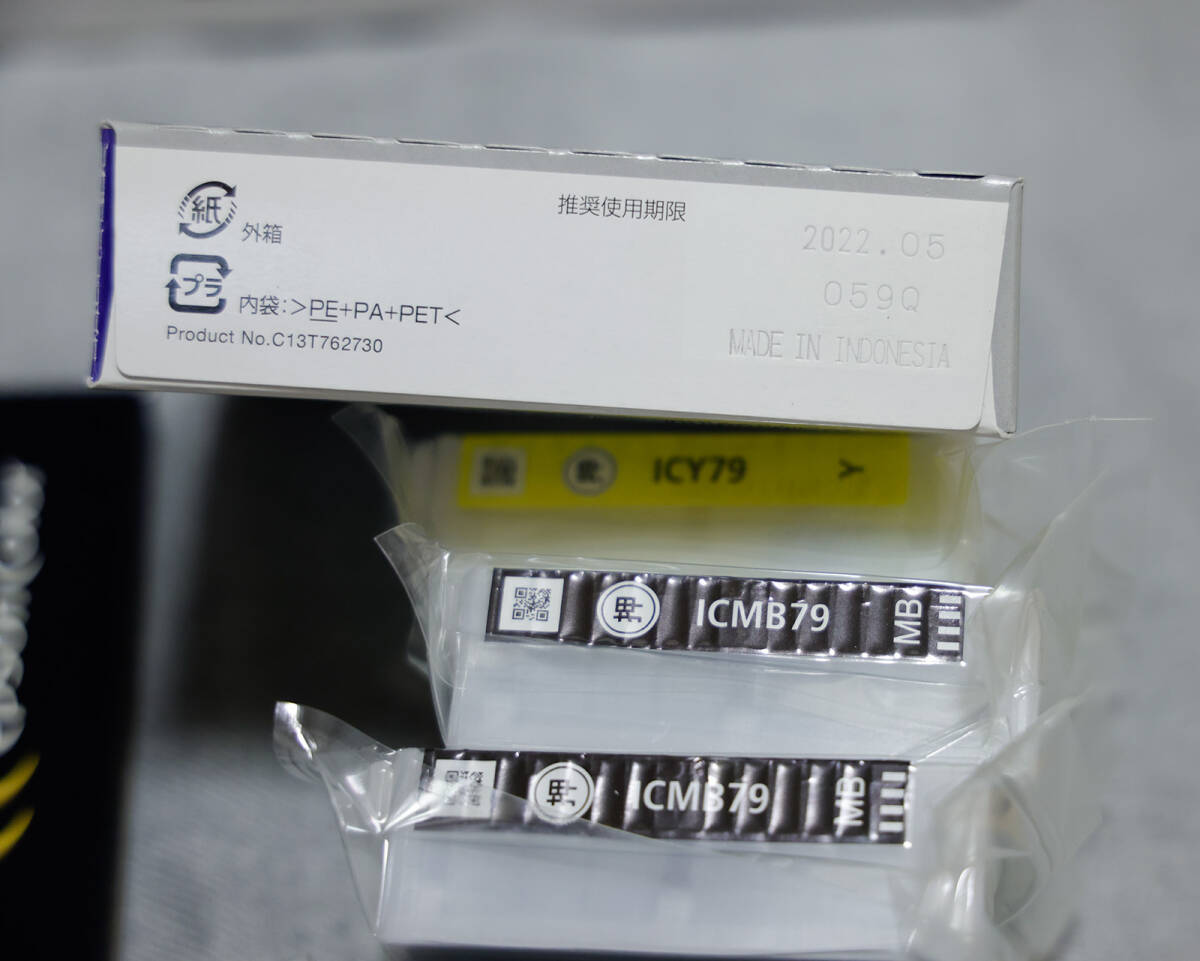 紙
外箱
推奨使用期限
2022.05
プラ
内袋:>PE+PA+PET<
059Q
Product No.C13T762730
MADE IN INDONESIA
ICY79 Y
ICMB79 MB
ICMB79 MB